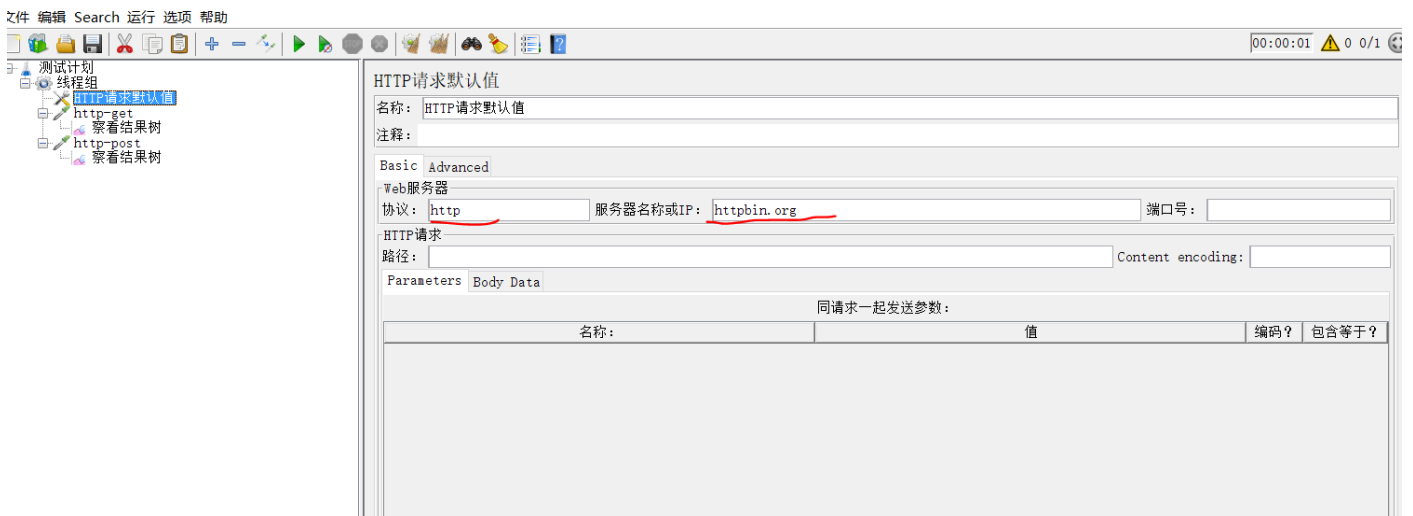 文件 编辑 Search 运行 选项 帮助
00:00:01 0 0/1
测试计划
线程组
HTTP请求默认值
http-get
察看结果树
http-post
察看结果树
HTTP请求默认值
名称： HTTP请求默认值
注释：
Basic Advanced
Web服务器
协议： http 服务器名称或IP： httpbin.org 端口号：
HTTP请求
路径： Content encoding:
Parameters Body Data
同请求一起发送参数：
名称： 值 编码？ 包含等于？